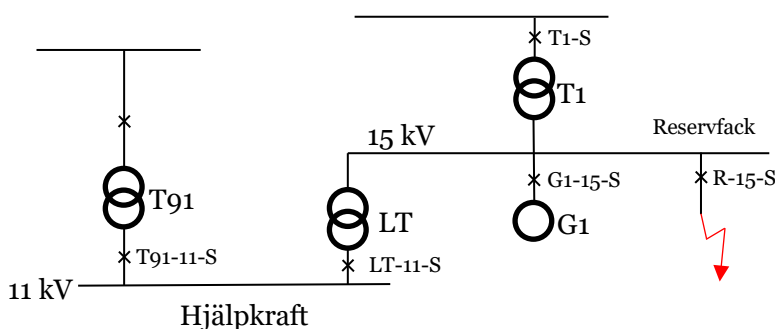 T1-S
T1
15 kV
Reservfack
T91
LT
G1-15-S
R-15-S
G1
T91-11-S
LT-11-S
11 kV
Hjälpkraft